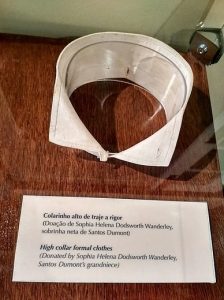 Colarinho alto de traje a rigor
(Doação de Sophia Helena Dodsworth Wanderley,
sobrinha neta de Santos Dumont)
High collar formal clothes
(Donated by Sophia Helena Dodsworth Wanderley,
Santos Dumont's grandniece)